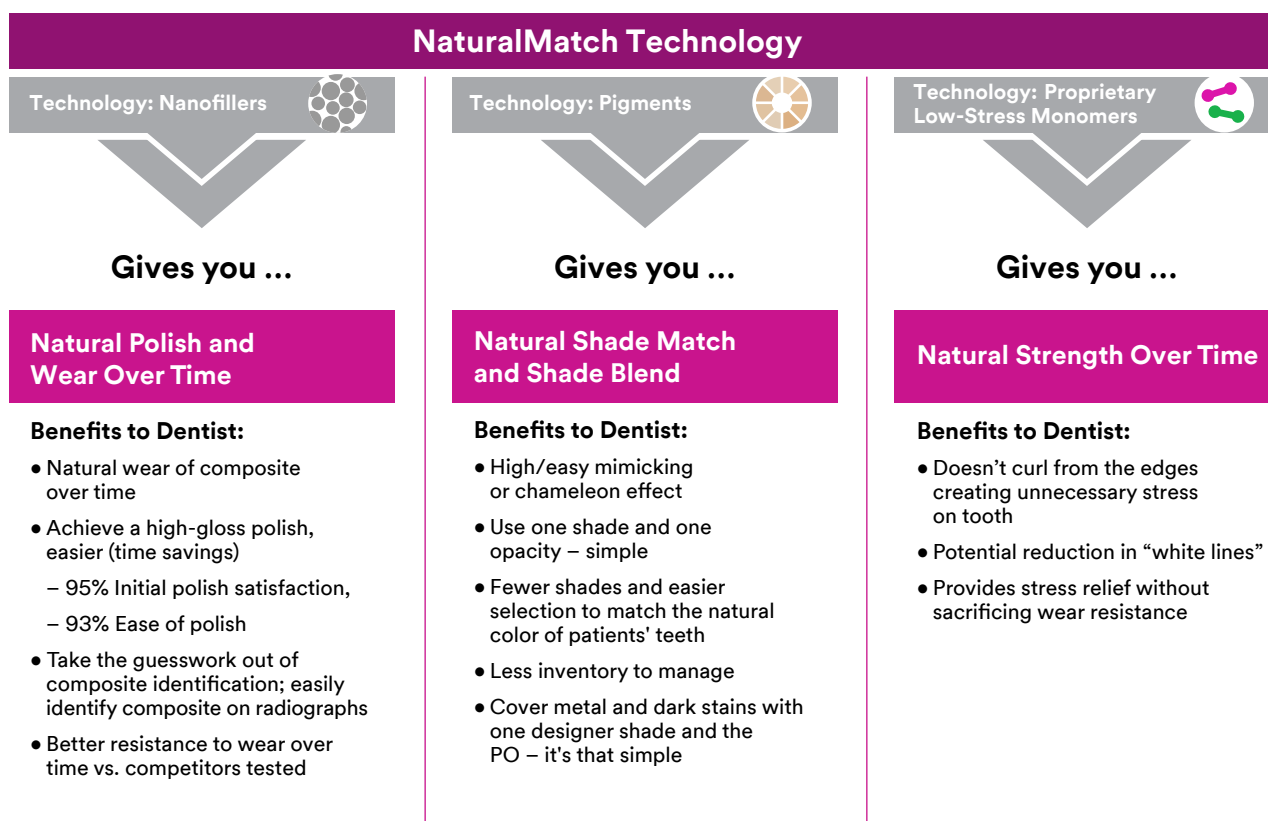 NaturalMatch Technology
Technology: Nanofillers
Gives you ...
Natural Polish and
Wear Over Time
Benefits to Dentist:
● Natural wear of composite
over time
● Achieve a high-gloss polish,
easier (time savings)
– 95% Initial polish satisfaction,
– 93% Ease of polish
● Take the guesswork out of
composite identification; easily
identify composite on radiographs
● Better resistance to wear over
time vs. competitors tested
Technology: Pigments
Gives you ...
Natural Shade Match
and Shade Blend
Benefits to Dentist:
● High/easy mimicking
or chameleon effect
● Use one shade and one
opacity – simple
● Fewer shades and easier
selection to match the natural
color of patients' teeth
● Less inventory to manage
● Cover metal and dark stains with
one designer shade and the
PO – it's that simple
Technology: Proprietary
Low-Stress Monomers
Gives you ...
Natural Strength Over Time
Benefits to Dentist:
● Doesn’t curl from the edges
creating unnecessary stress
on tooth
● Potential reduction in “white lines”
● Provides stress relief without
sacrificing wear resistance